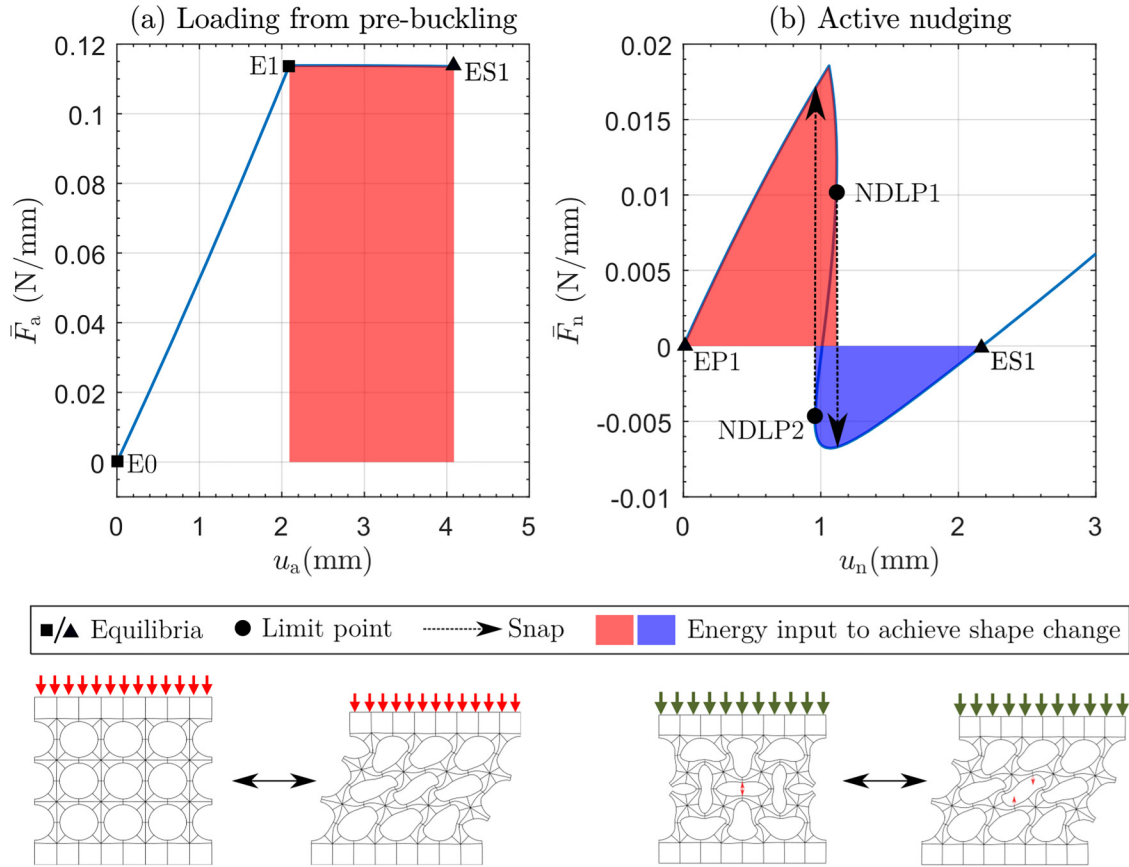 (a) Loading from pre-buckling
0.12
0.1
0.08
0.06
0.04
0.02
0
F̄a (N/mm)
E1
ES1
E0
0 1 2 3 4 5
ua(mm)
(b) Active nudging
0.02
0.015
0.01
0.005
0
-0.005
-0.01
F̄n (N/mm)
NDLP1
EP1
ES1
NDLP2
0 1 2 3
un(mm)
Equilibria Limit point Snap Energy input to achieve shape change